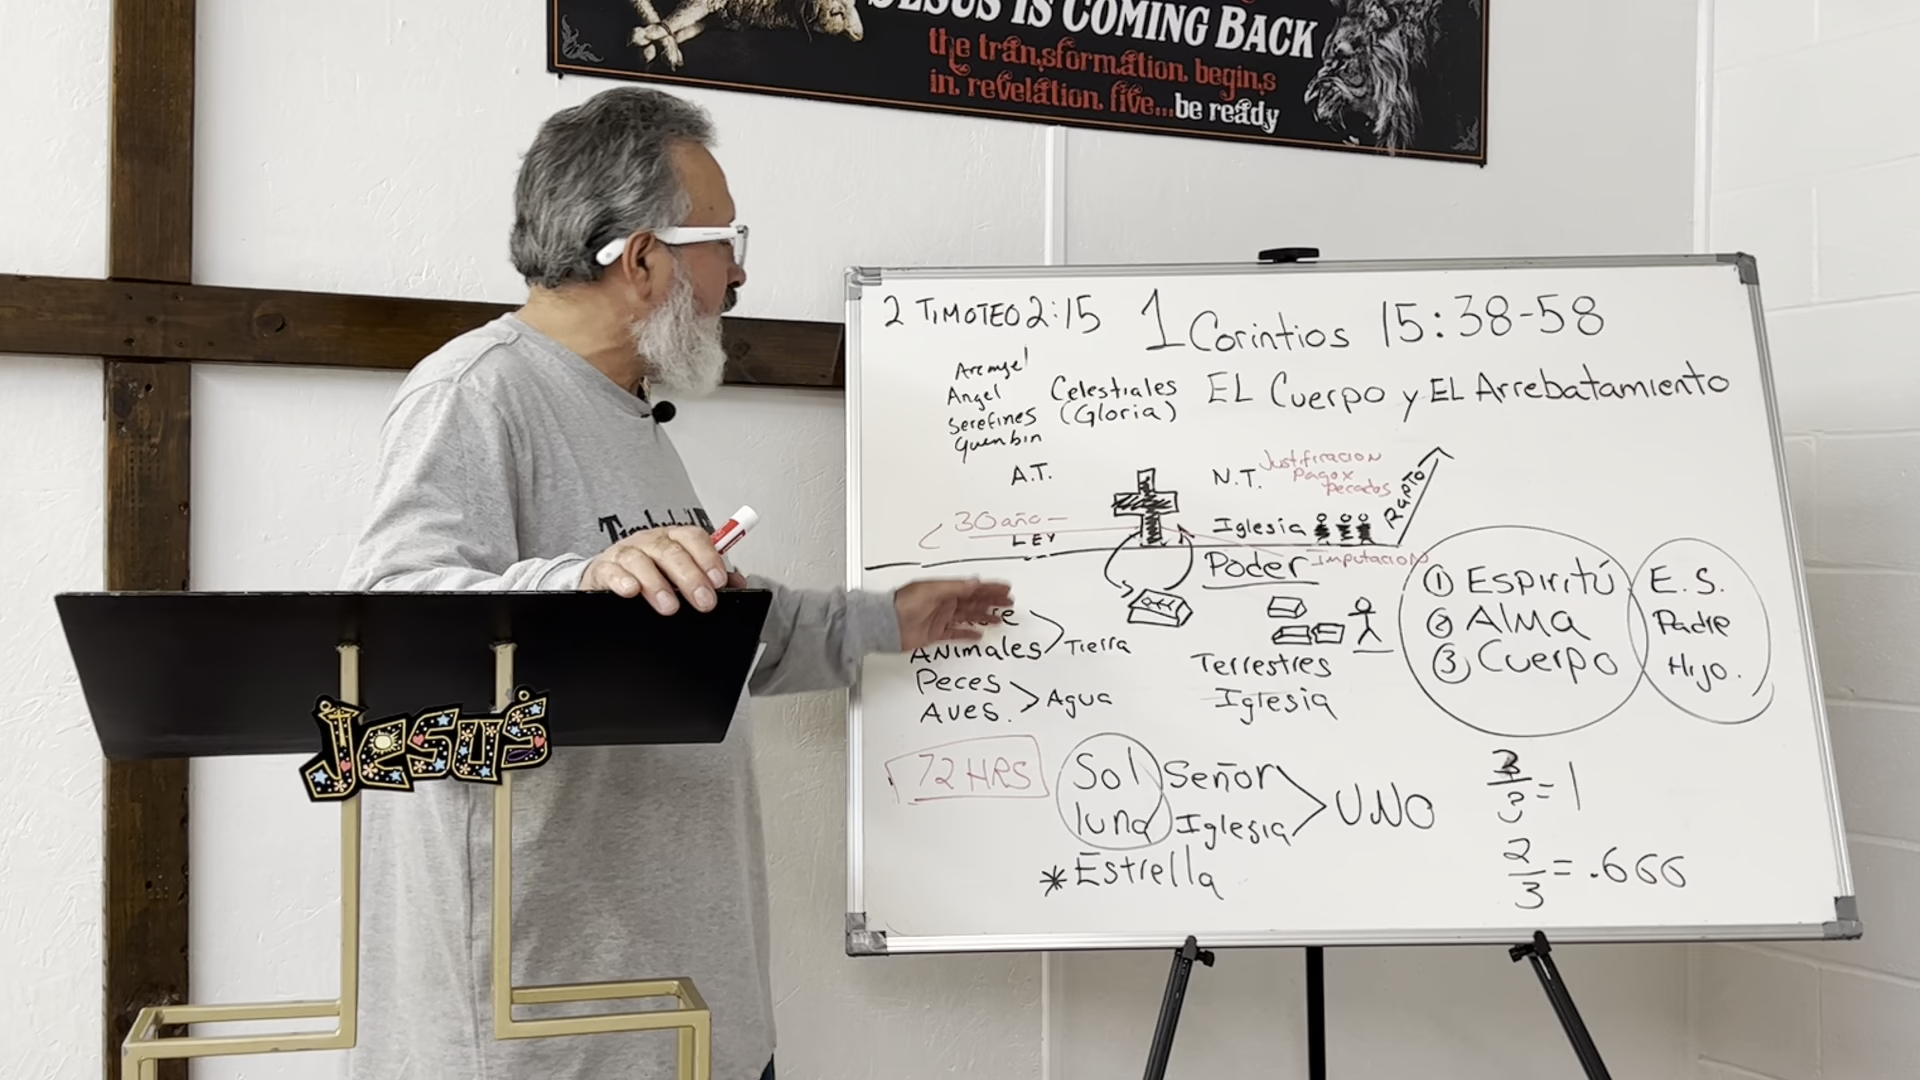 JESUS IS COMING BACK
the transformation begins
in revelation five...be ready
2 TIMOTEO 2:15
1 Corintios 15:38-58
Arcangel
Angel
Serefines
Querubin
Celestiales
(Gloria)
EL Cuerpo y EL Arrebatamiento
A.T.
N.T.
Justificacion
Pagox
Pecados
RAPTO
30 año
LEY
Iglesia
Poder
Imputacion
① Espiritú
② Alma
③ Cuerpo
E.S.
Padre
Hijo.
Animales
Tierra
Peces
Aves.
Agua
Terrestres
Iglesia
72 HRS
Sol
luna
Señor
Iglesia
UNO
* Estrella
3/3 = 1
2/3 = .666
Jesus